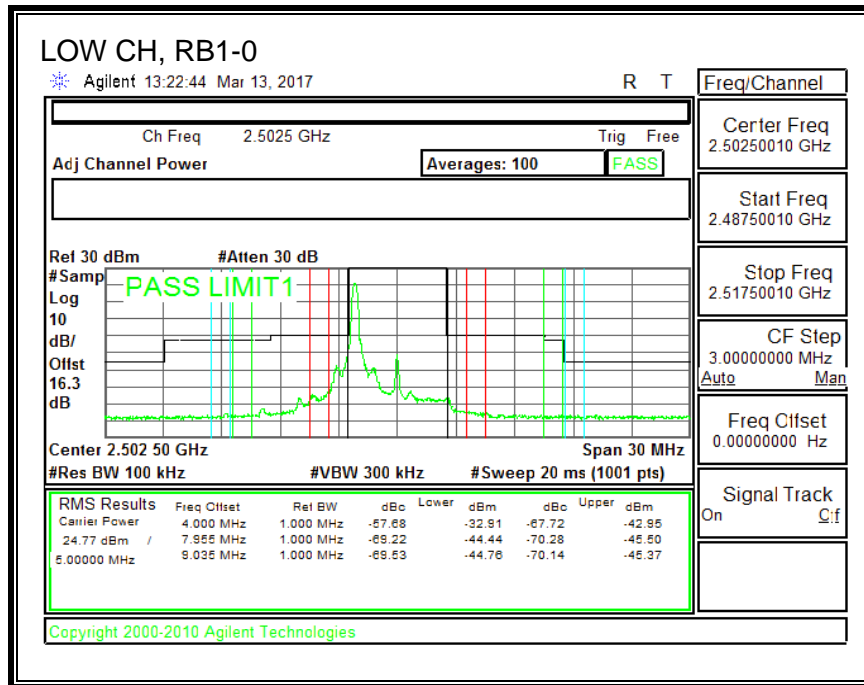 LOW CH, RB1-0
Agilent 13:22:44 Mar 13, 2017 R T
Ch Freq 2.5025 GHz Trig Free
Adj Channel Power Averages: 100 PASS
Ref 30 dBm #Atten 30 dB
#Samp
Log
10
dB/
Offst
16.3
dB
PASS LIMIT1
Center 2.502 50 GHz Span 30 MHz
#Res BW 100 kHz #VBW 300 kHz #Sweep 20 ms (1001 pts)
RMS Results Freq Offset Ref BW dBc Lower dBm dBc Upper dBm
Carrier Power 4.000 MHz 1.000 MHz -57.68 -32.91 -67.72 -42.95
24.77 dBm / 7.955 MHz 1.000 MHz -69.22 -44.44 -70.28 -45.50
5.00000 MHz 9.035 MHz 1.000 MHz -69.53 -44.76 -70.14 -45.37
Copyright 2000-2010 Agilent Technologies
Freq/Channel
Center Freq
2.50250010 GHz
Start Freq
2.48750010 GHz
Stop Freq
2.51750010 GHz
CF Step
3.00000000 MHz
Auto Man
Freq Offset
0.00000000 Hz
Signal Track
On Off